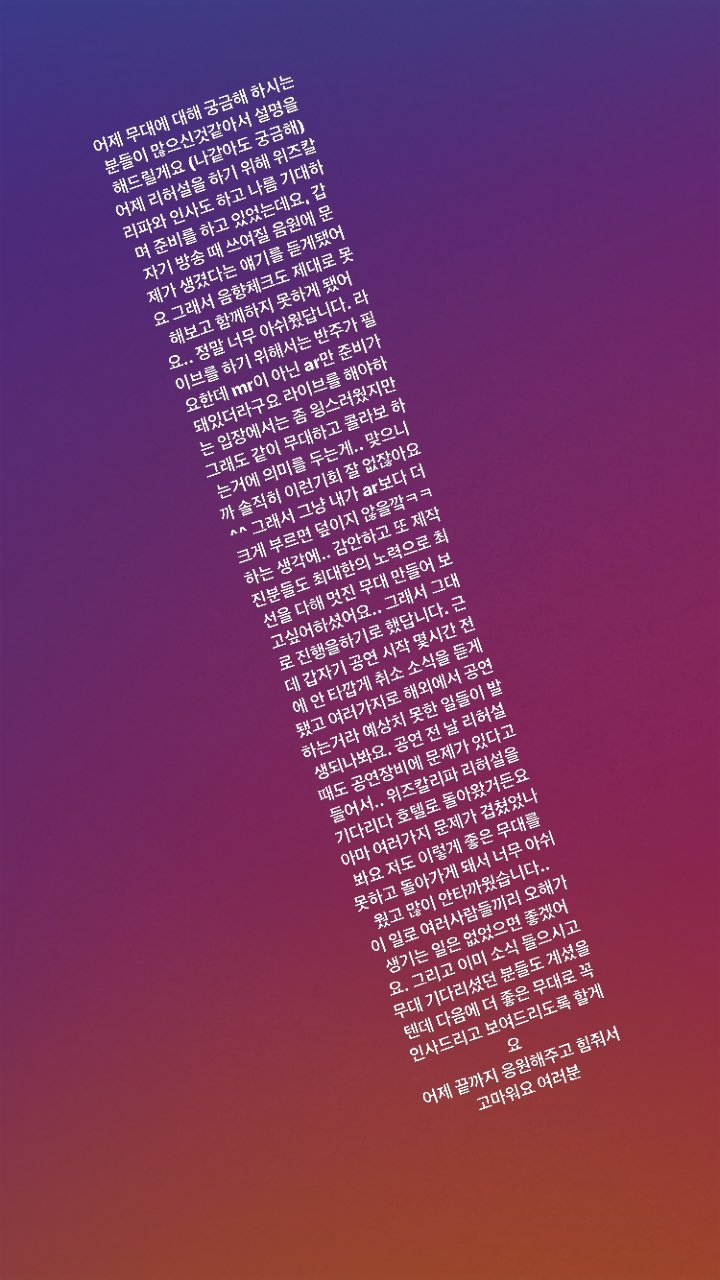 어제 무대에 대해 궁금해 하시는
분들이 많으신것같아서 설명을
해드릴게요 (나같아도 궁금해)
어제 리허설을 하기 위해 위즈칼
리파와 인사도 하고 나름 기대하
며 준비를 하고 있었는데요. 갑
자기 방송 때 쓰여질 음원에 문
제가 생겼다는 얘기를 듣게됐어
요 그래서 음향체크도 제대로 못
해보고 함께하지 못하게 됐어
요.. 정말 너무 아쉬웠답니다. 라
이브를 하기 위해서는 반주가 필
요한데 mr이 아닌 ar만 준비가
돼있더라구요 라이브를 해아하
는 입장에서는 좀 잉스러웠지만
그래도 같이 무대하고 콜라보 하
는거에 의미를 두는게.. 맞으니
까 솔직히 이런기회 잘 없잖아요
^^ 그래서 그냥 내가 ar보다 더
크게 부르면 덮이지 않을깤ㅋㅋ
하는 생각에.. 감안하고 또 제작
진분들도 최대한의 노력으로 최
선을 다해 멋진 무대 만들어 보
고싶어하셨어요.. 그래서 그대
로 진행을하기로 했답니다. 근
데 갑자기 공연 시작 몇시간 전
에 안 타깝게 취소 소식을 듣게
됐고 여러가지로 해외에서 공연
하는거라 예상치 못한 일들이 발
생되나봐요. 공연 전 날 리허설
때도 공연장비에 문제가 있다고
들어서.. 위즈칼리파 리허설을
기다리다 호텔로 돌아왔거든요
아마 여러가지 문제가 겹쳤었나
봐요 저도 이렇게 좋은 무대를
못하고 돌아가게 돼서 너무 아쉬
웠고 많이 안타까웠습니다..
이 일로 여러사람들끼리 오해가
생기는 일은 없었으면 좋겠어
요. 그리고 이미 소식 들으시고
무대 기다리셨던 분들도 계셨을
텐데 다음에 더 좋은 무대로 꼭
인사드리고 보여드리도록 할게
요
어제 끝까지 응원해주고 힘줘서
고마워요 여러분